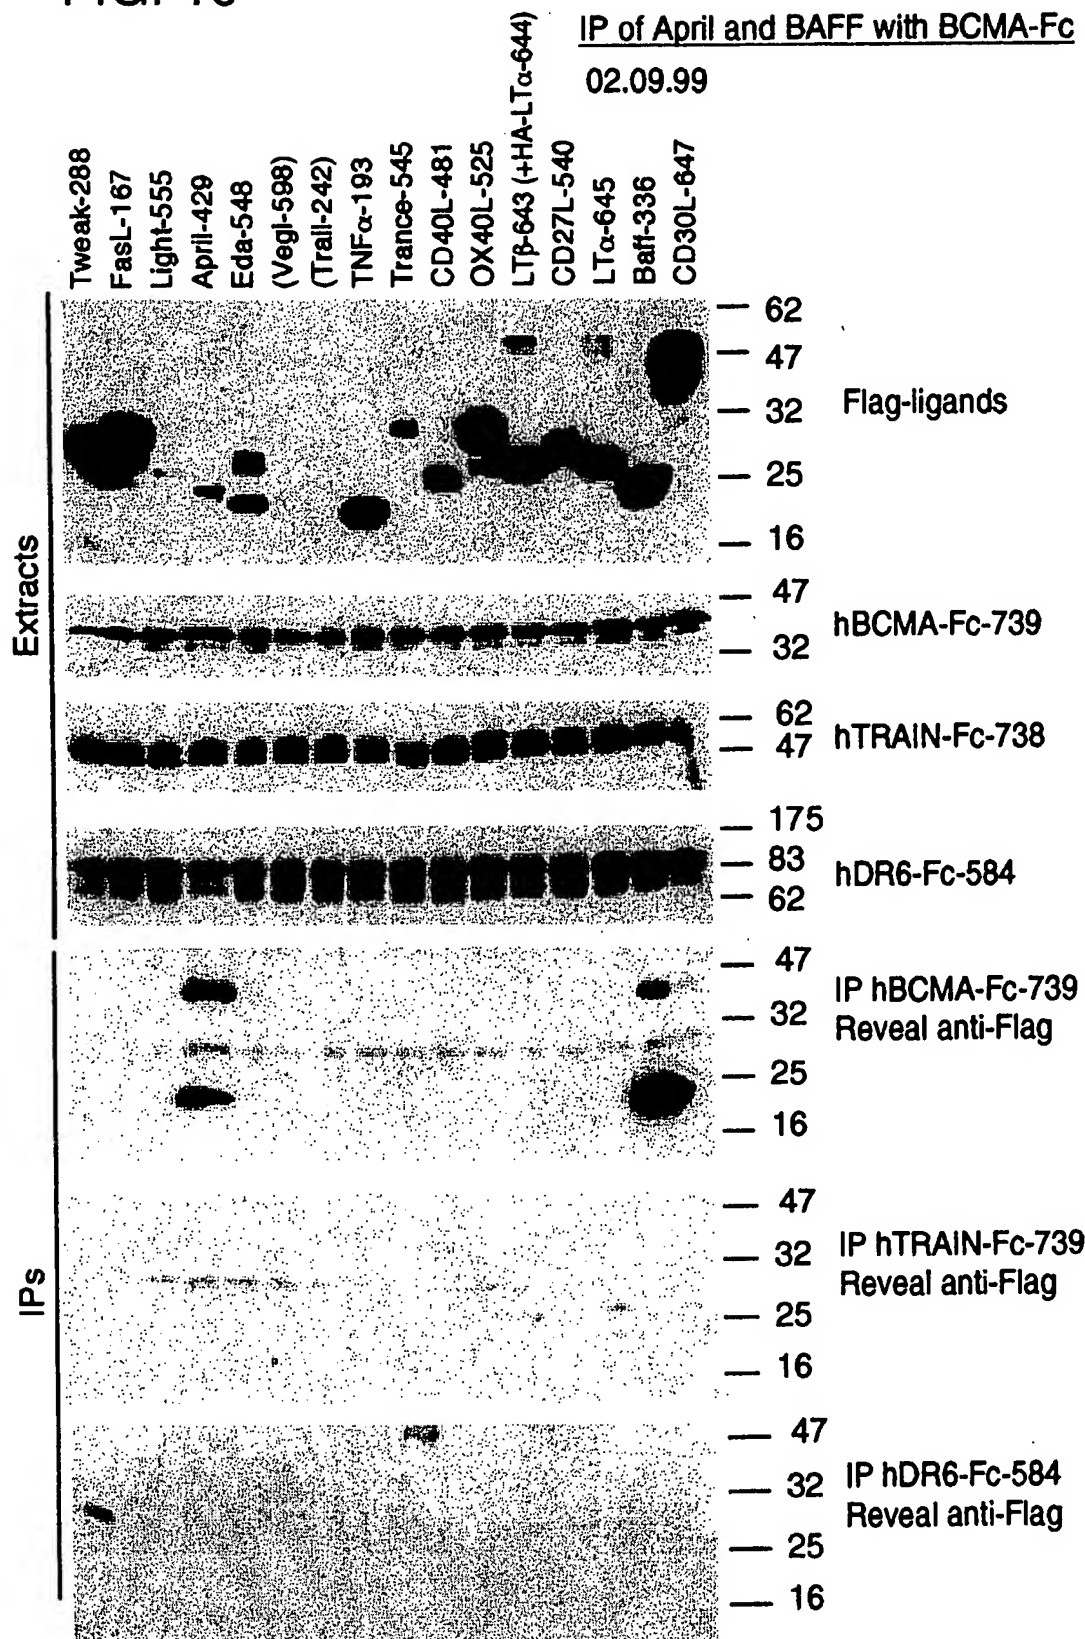 IP of April and BAFF with BCMA-Fc
02.09.99
Tweak-288
FasL-167
Light-555
April-429
Eda-548
(Vegi-598)
(Trail-242)
TNFα-193
Trance-545
CD40L-481
OX40L-525
LTβ-643 (+HA-LTα-644)
CD27L-540
LTα-645
Baff-336
CD30L-647
Extracts
62
47
32
25
16
Flag-ligands
47
32
hBCMA-Fc-739
62
47
hTRAIN-Fc-738
175
83
62
hDR6-Fc-584
IPs
47
32
25
16
IP hBCMA-Fc-739
Reveal anti-Flag
47
32
25
16
IP hTRAIN-Fc-739
Reveal anti-Flag
47
32
25
16
IP hDR6-Fc-584
Reveal anti-Flag